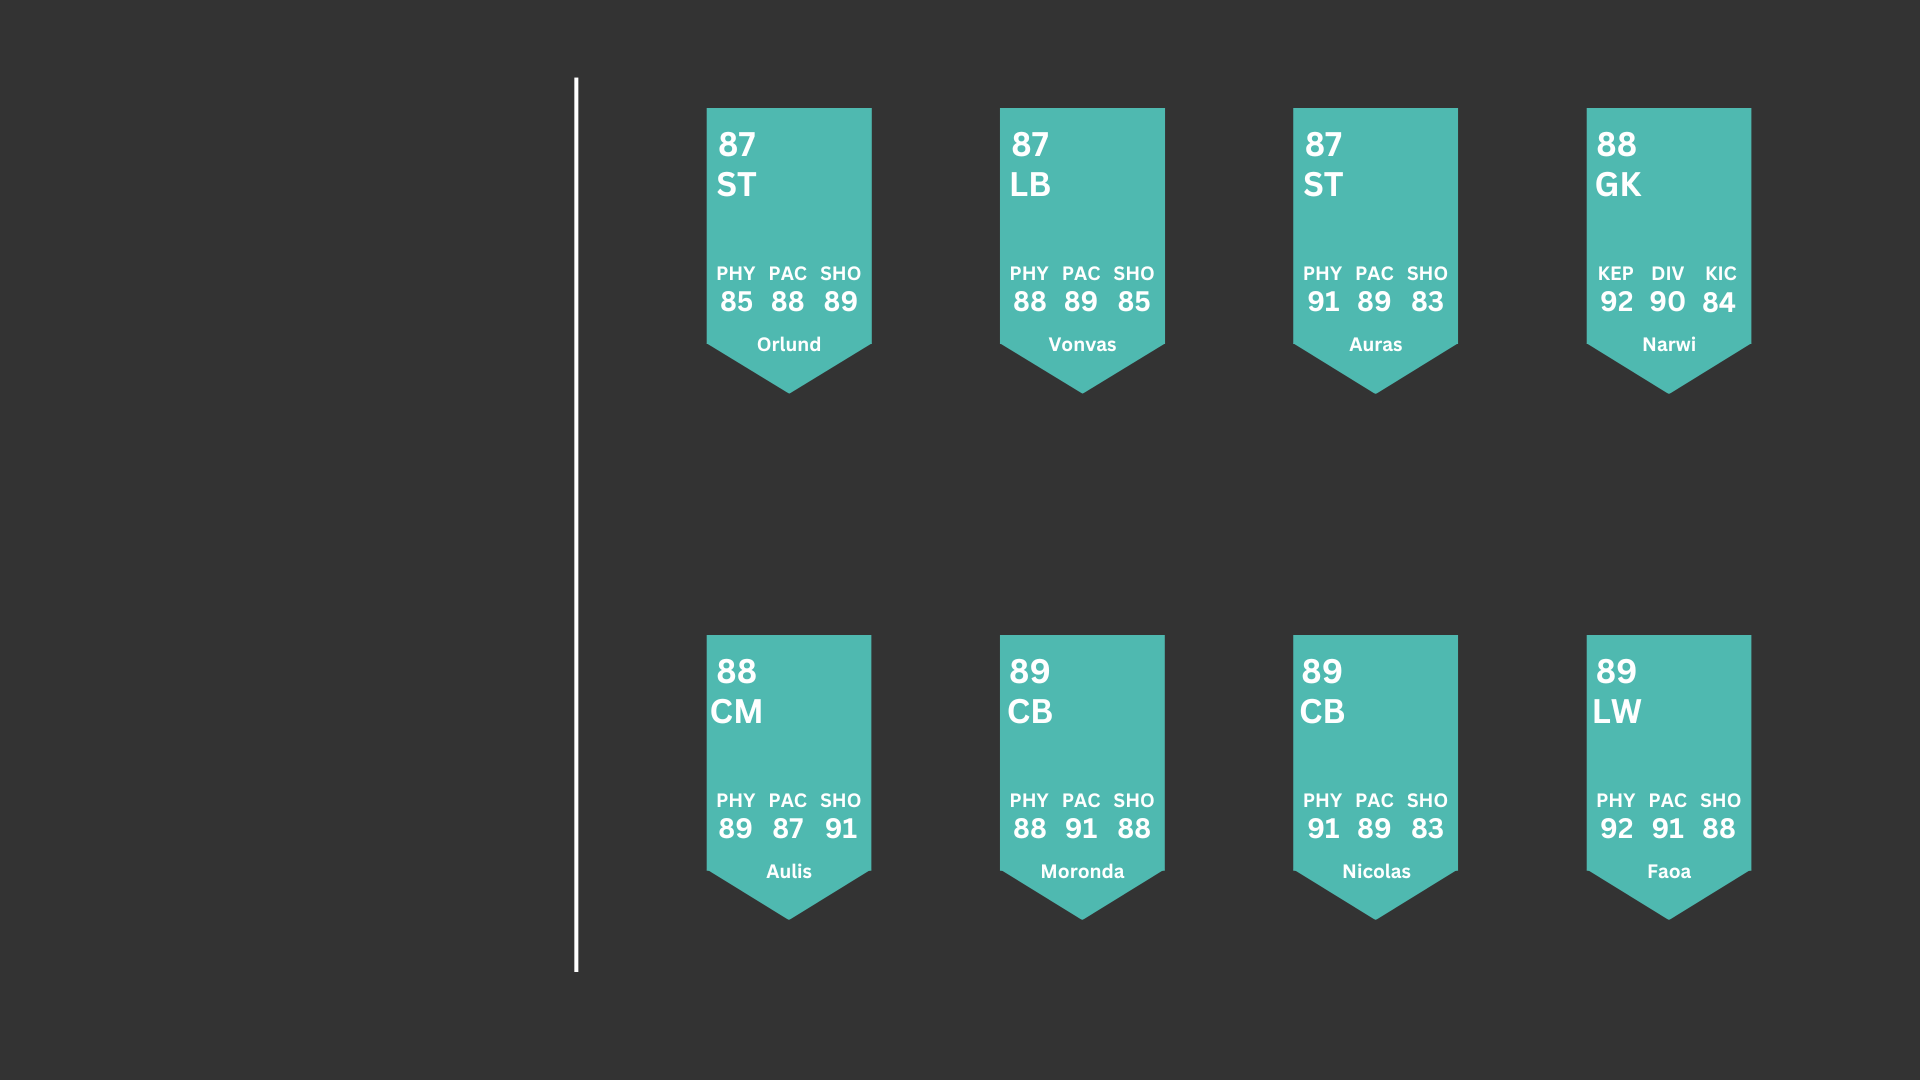 87
ST
PHY PAC SHO
85 88 89
Orlund
87
LB
PHY PAC SHO
88 89 85
Vonvas
87
ST
PHY PAC SHO
91 89 83
Auras
88
GK
KEP DIV KIC
92 90 84
Narwi
88
CM
PHY PAC SHO
89 87 91
Aulis
89
CB
PHY PAC SHO
88 91 88
Moronda
89
CB
PHY PAC SHO
91 89 83
Nicolas
89
LW
PHY PAC SHO
92 91 88
Faoa